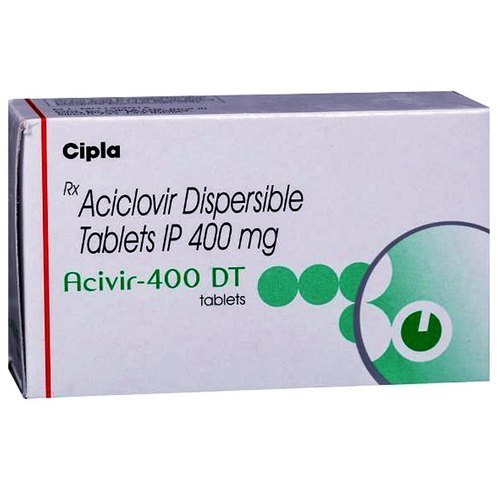 Cipla
Rx Aciclovir Dispersible
Tablets IP 400 mg
Acivir-400 DT
tablets